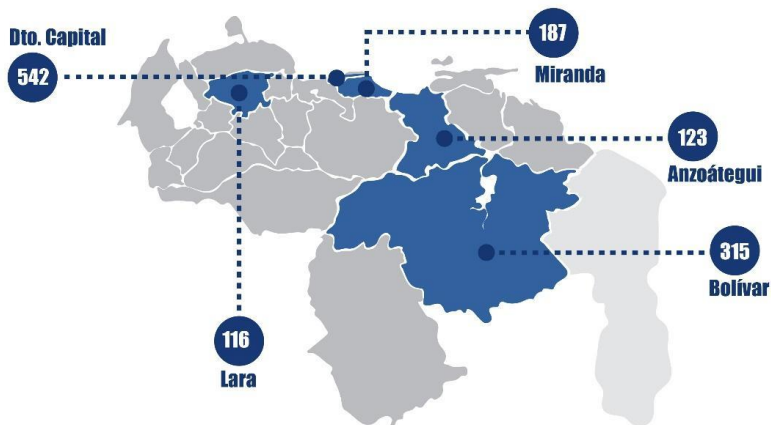 Dto. Capital
542
187
Miranda
123
Anzoátegui
315
Bolívar
116
Lara